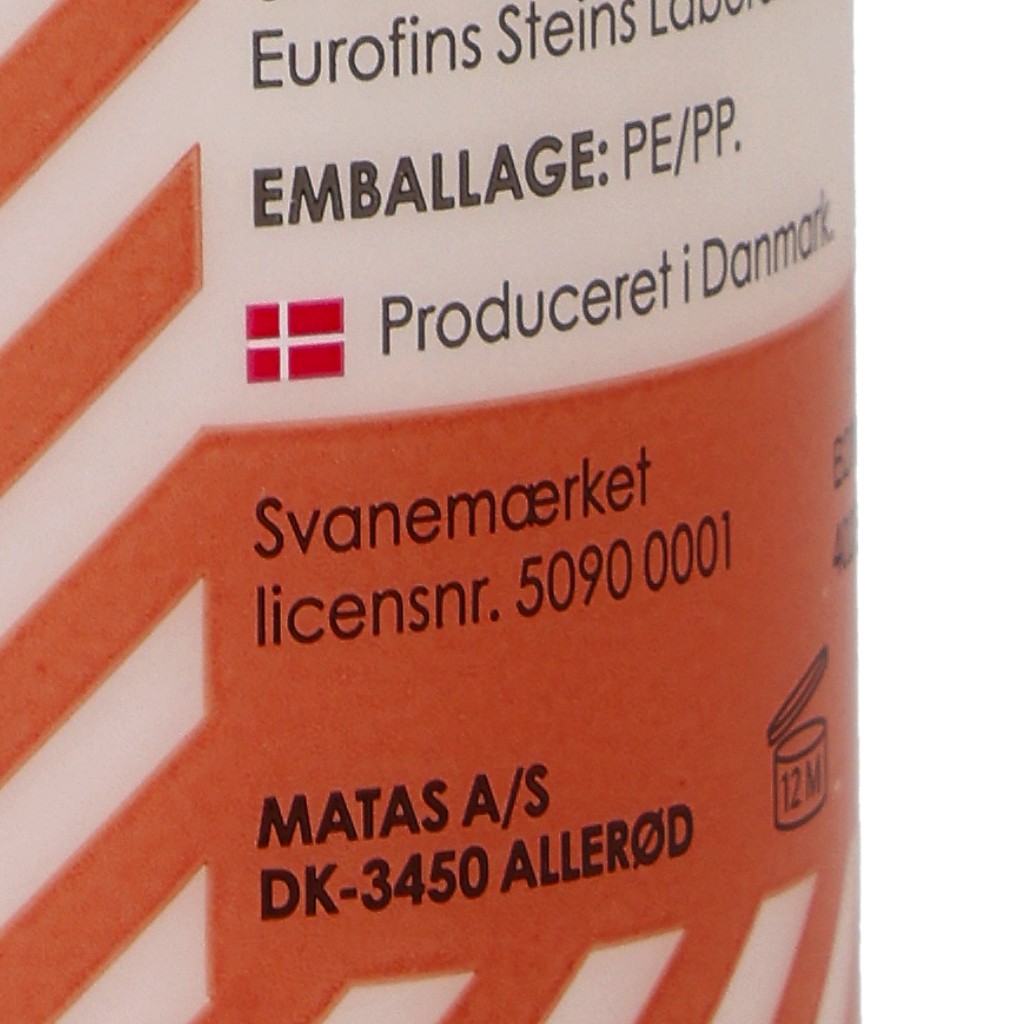 Eurofins Steins
EMBALLAGE: PE/PP.
Produceret i Danmark.
Svanemærket
licensnr. 5090 0001
12 M
MATAS A/S
DK-3450 ALLERØD